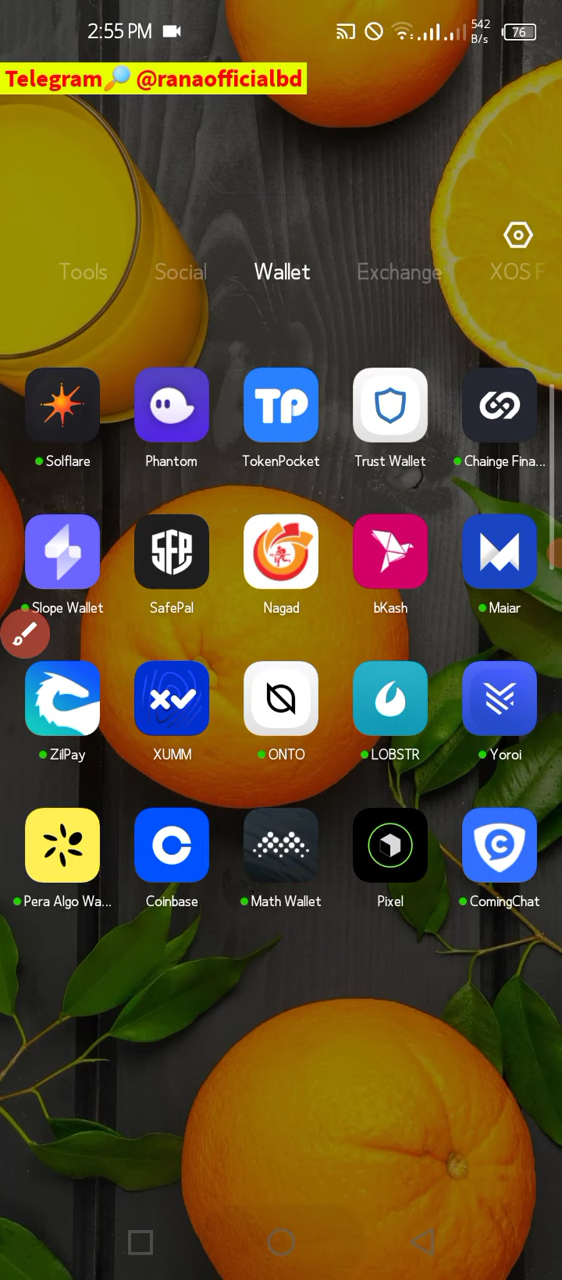 2:55 PM
542
B/s
76
Telegram🔎 @ranaofficialbd
Tools Social Wallet Exchange XOS F
TP
Solflare Phantom TokenPocket Trust Wallet Chainge Fina...
SFP
Slope Wallet SafePal Nagad bKash Maiar
ZilPay XUMM ONTO LOBSTR Yoroi
C
Pera Algo Wa... Coinbase Math Wallet Pixel ComingChat